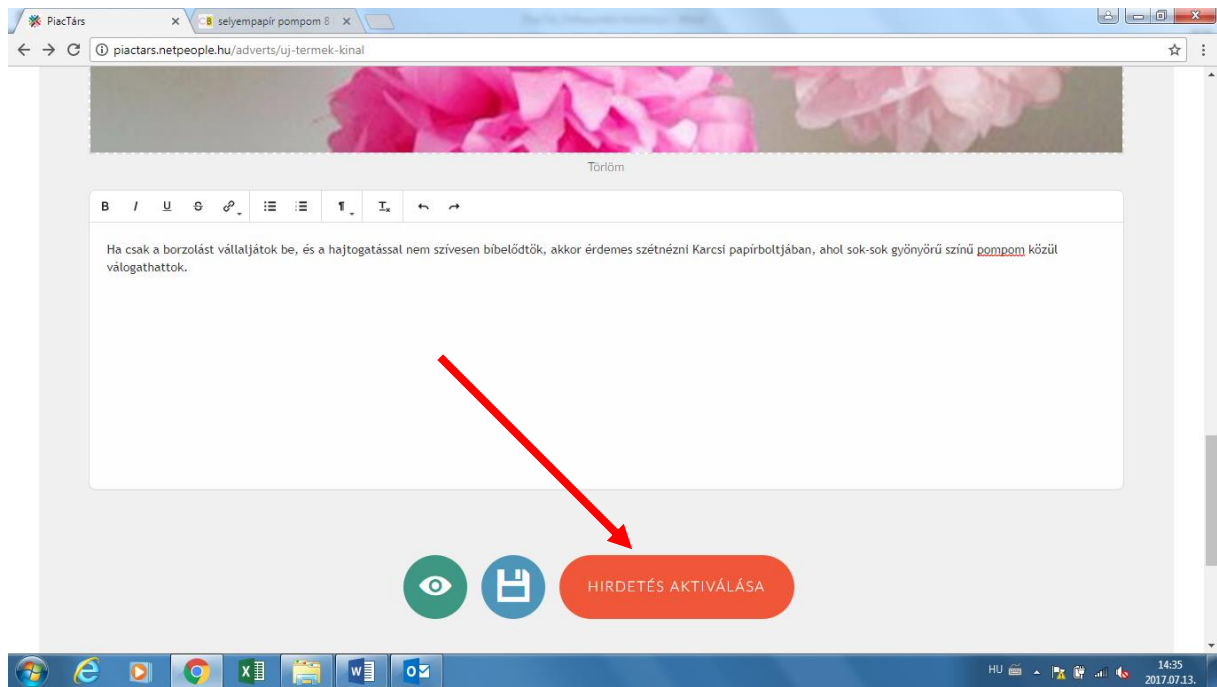 PiacTárs
selyempapír pompom 8
piactars.netpeople.hu/adverts/uj-termek-kinal
Törlöm
B I U S
Ha csak a borzolást vállaljátok be, és a hajtogatással nem szívesen bíbelődtök, akkor érdemes szétnézni Karcsi papírboltjában, ahol sok-sok gyönyörű színű pompom közül
válogathattok.
HIRDETÉS AKTIVÁLÁSA
HU
14:35
2017.07.13.